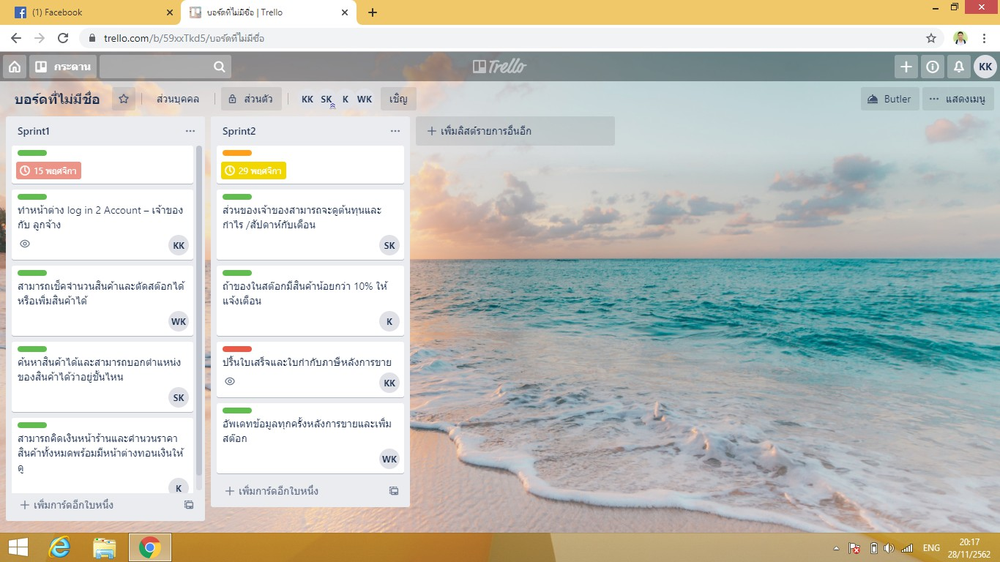 (1) Facebook
บอร์ดที่ไม่มีชื่อ | Trello
trello.com/b/59xxTkd5/บอร์ดที่ไม่มีชื่อ
กระดาน
Trello
KK
บอร์ดที่ไม่มีชื่อ
ส่วนบุคคล
ส่วนตัว
KK SK K WK
เชิญ
Butler
แสดงเมนู
Sprint1
15 พฤศจิกา
ทำหน้าต่าง log in 2 Account – เจ้าของ
กับ ลูกจ้าง
KK
สามารถเช็คจำนวนสินค้าและตัดสต๊อกได้
หรือเพิ่มสินค้าได้
WK
ค้นหาสินค้าได้และสามารถบอกตำแหน่ง
ของสินค้าได้ว่าอยู่ชั้นไหน
SK
สามารถคิดเงินหน้าร้านและคำนวนราคา
สินค้าทั้งหมดพร้อมมีหน้าต่างทอนเงินให้
ดู
K
เพิ่มการ์ดอีกใบหนึ่ง
Sprint2
29 พฤศจิกา
ส่วนของเจ้าของสามารถจะดูต้นทุนและ
กำไร /สัปดาห์กับเดือน
SK
ถ้าของในสต๊อกมีสินค้าน้อยกว่า 10% ให้
แจ้งเตือน
K
ปริ้นใบเสร็จและใบกำกับภาษีหลังการขาย
KK
อัพเดทข้อมูลทุกครั้งหลังการขายและเพิ่ม
สต๊อก
WK
เพิ่มการ์ดอีกใบหนึ่ง
เพิ่มลิสต์รายการอื่นอีก
ENG
20:17
28/11/2562